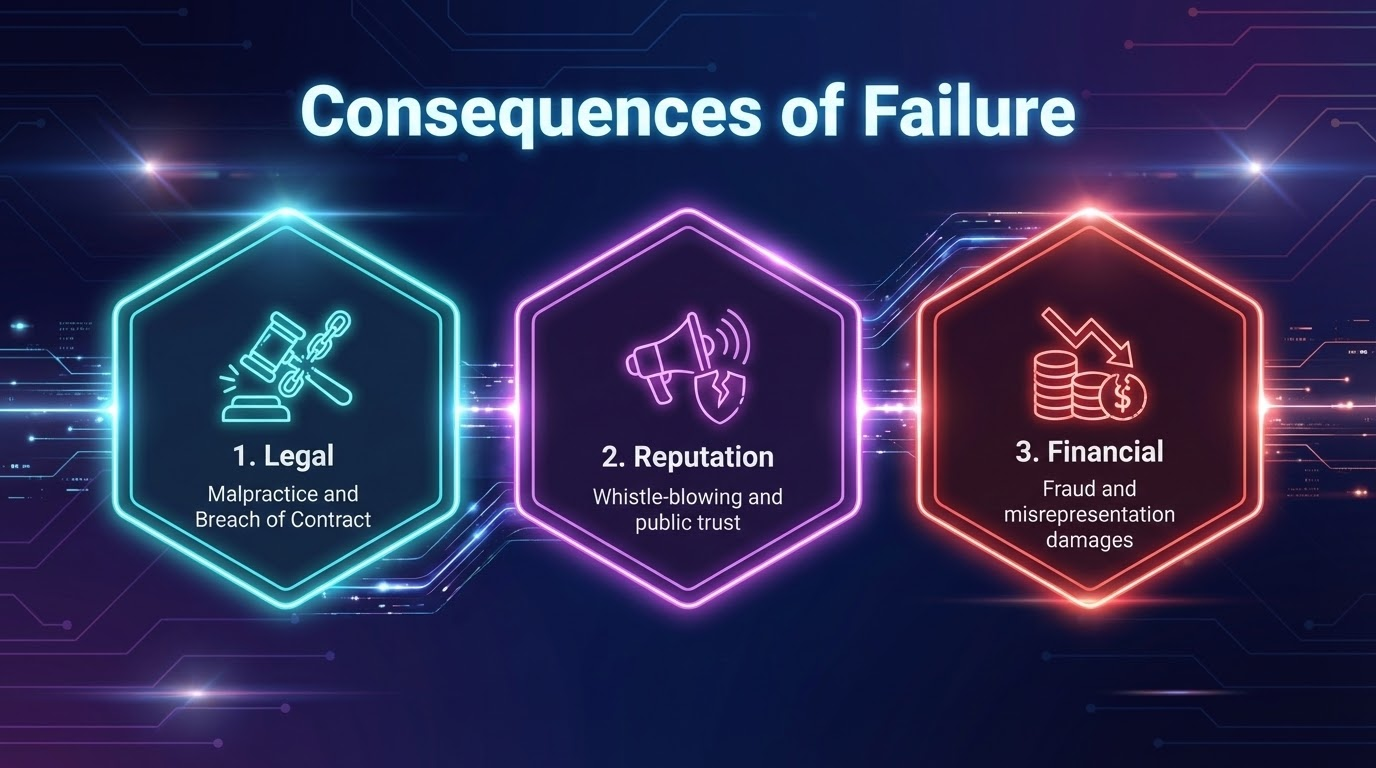 Consequences of Failure
1. Legal
Malpractice and
Breach of Contract
2. Reputation
Whistle-blowing and
public trust
$
3. Financial
Fraud and
misrepresentation
damages